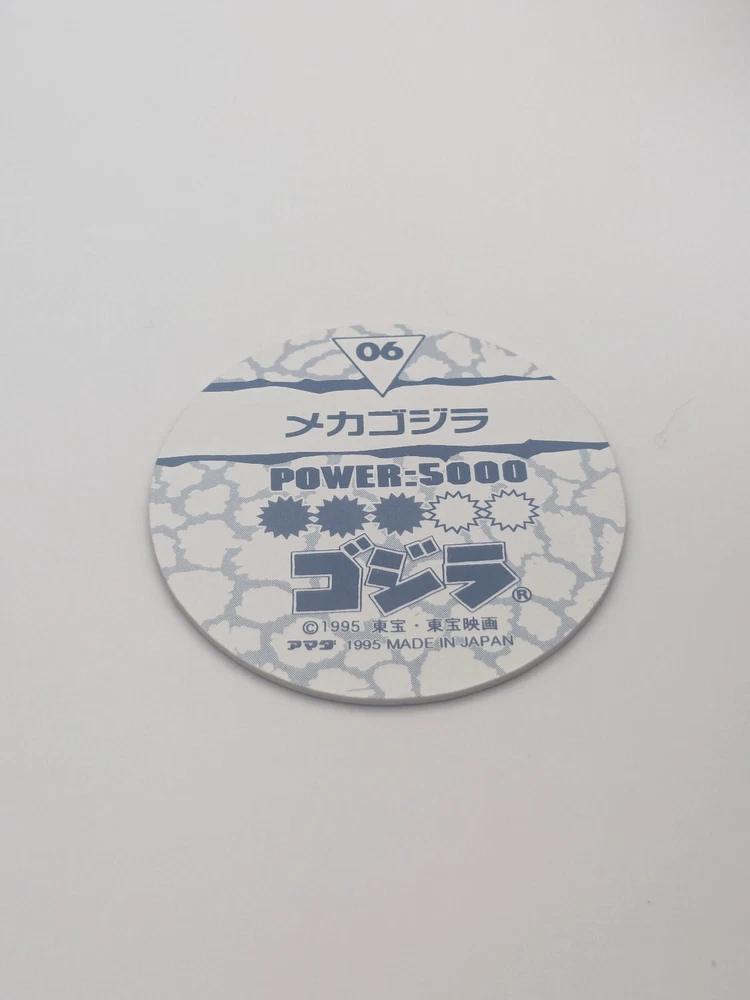 06
メカゴジラ
POWER:5000
ゴジラ®
©1995 東宝・東宝映画
アマダ 1995 MADE IN JAPAN